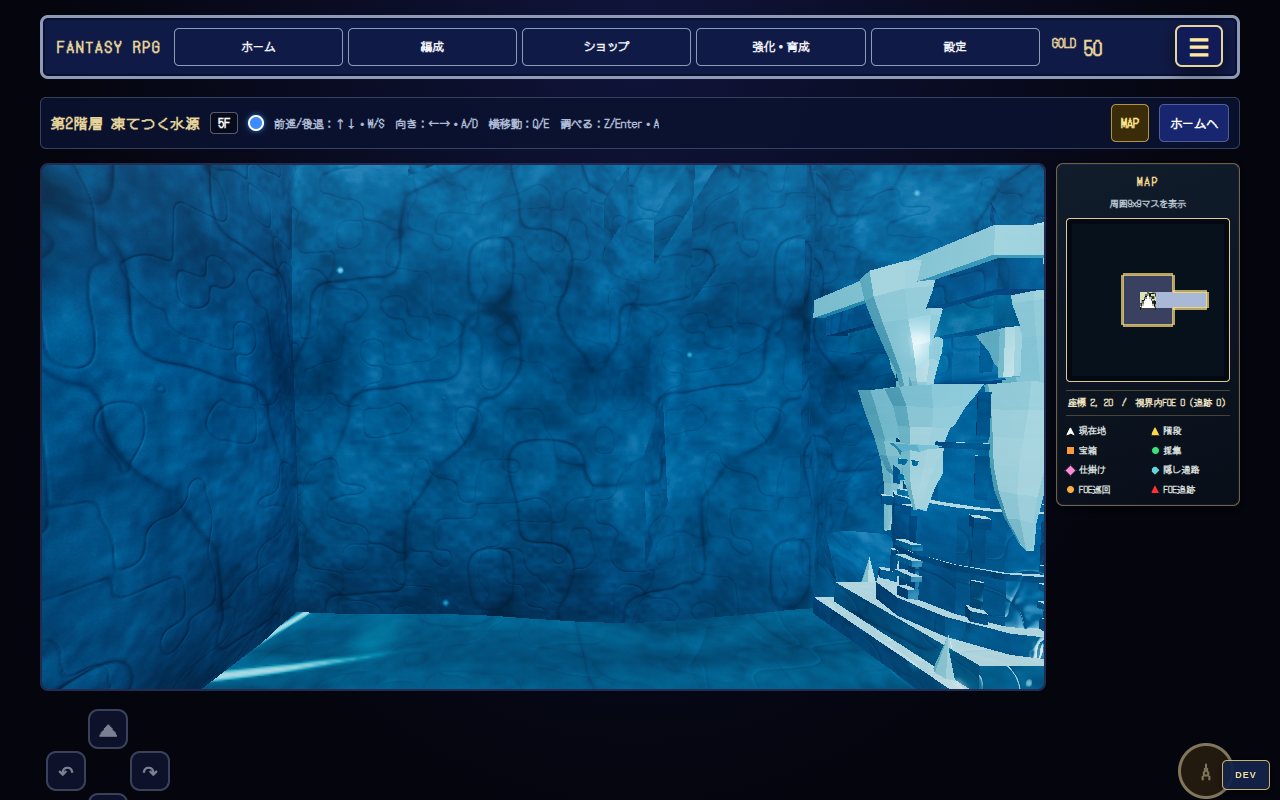 FANTASY RPG ホーム 編成 ショップ 強化・育成 設定 GOLD 50
第2階層 凍てつく水源 5F 前進/後退：↑↓・W/S 向き：←→・A/D 横移動：Q/E 調べる：Z/Enter・A MAP ホームへ
MAP
周囲9x9マスを表示
座標 2, 20 / 視界内FOE 0（追跡 0）
現在地 階段
宝箱 採集
仕掛け 隠し通路
FOE巡回 FOE追跡
A
DEV